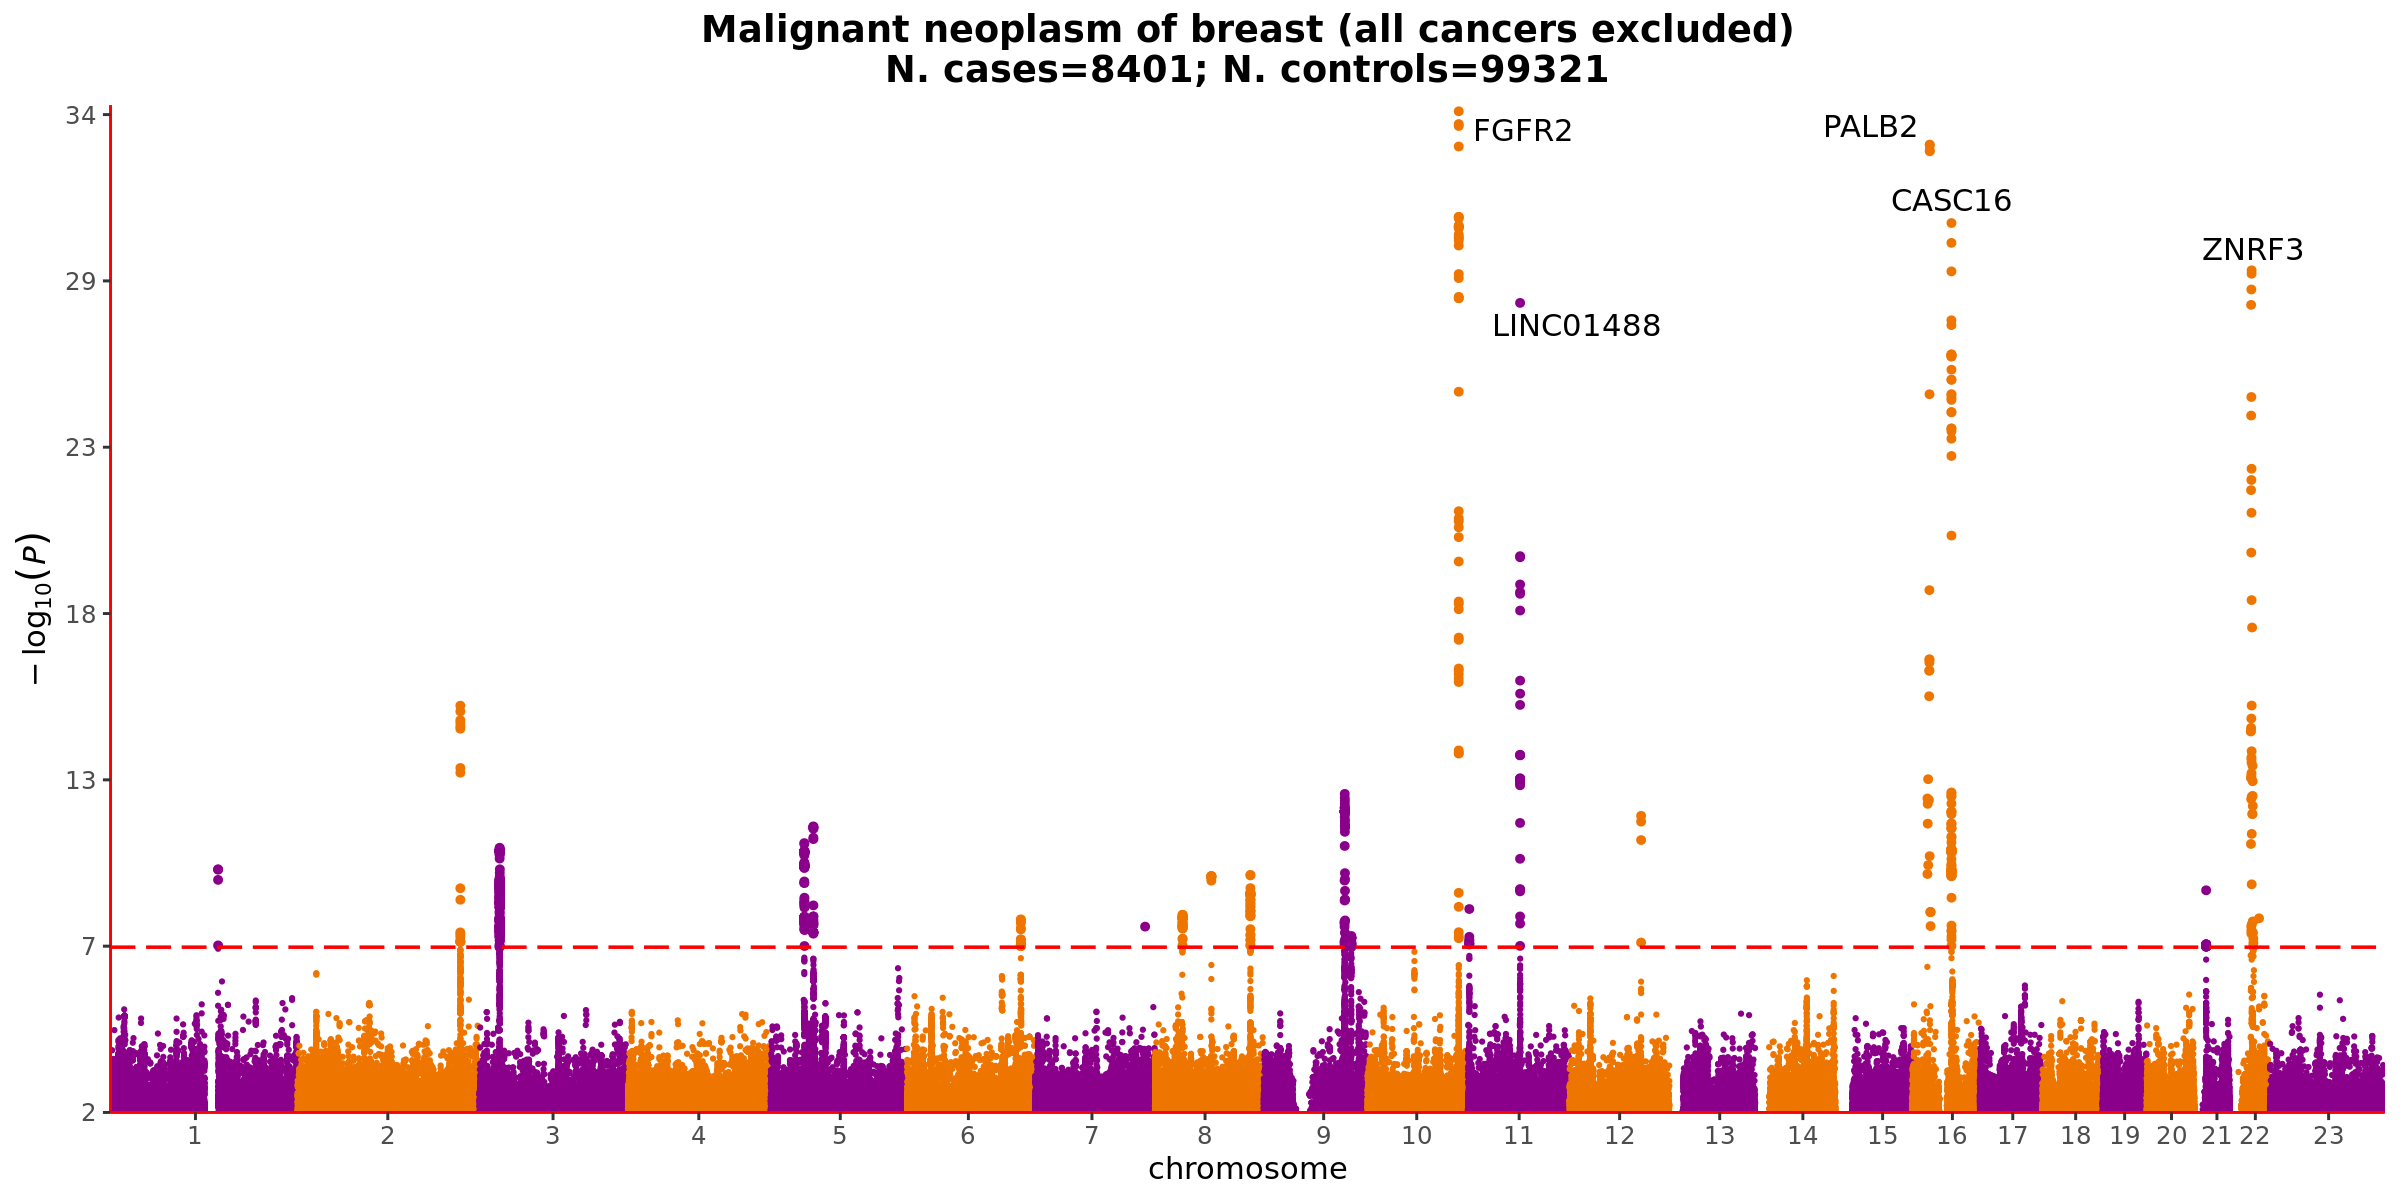 Malignant neoplasm of breast (all cancers excluded)
N. cases=8401; N. controls=99321
34
29
23
18
13
7
2
− log10(P)
FGFR2
PALB2
CASC16
ZNRF3
LINC01488
1 2 3 4 5 6 7 8 9 10 11 12 13 14 15 16 17 18 19 20 21 22 23
chromosome